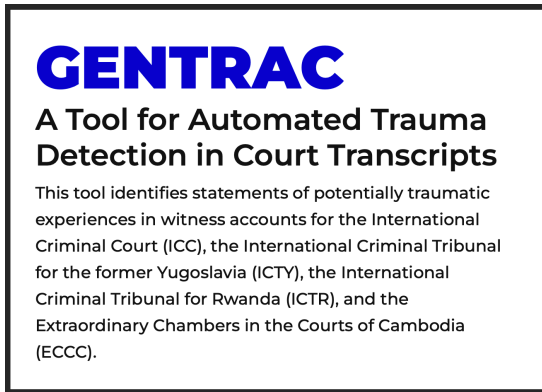 GENTRAC
A Tool for Automated Trauma
Detection in Court Transcripts
This tool identifies statements of potentially traumatic
experiences in witness accounts for the International
Criminal Court (ICC), the International Criminal Tribunal
for the former Yugoslavia (ICTY), the International
Criminal Tribunal for Rwanda (ICTR), and the
Extraordinary Chambers in the Courts of Cambodia
(ECCC).